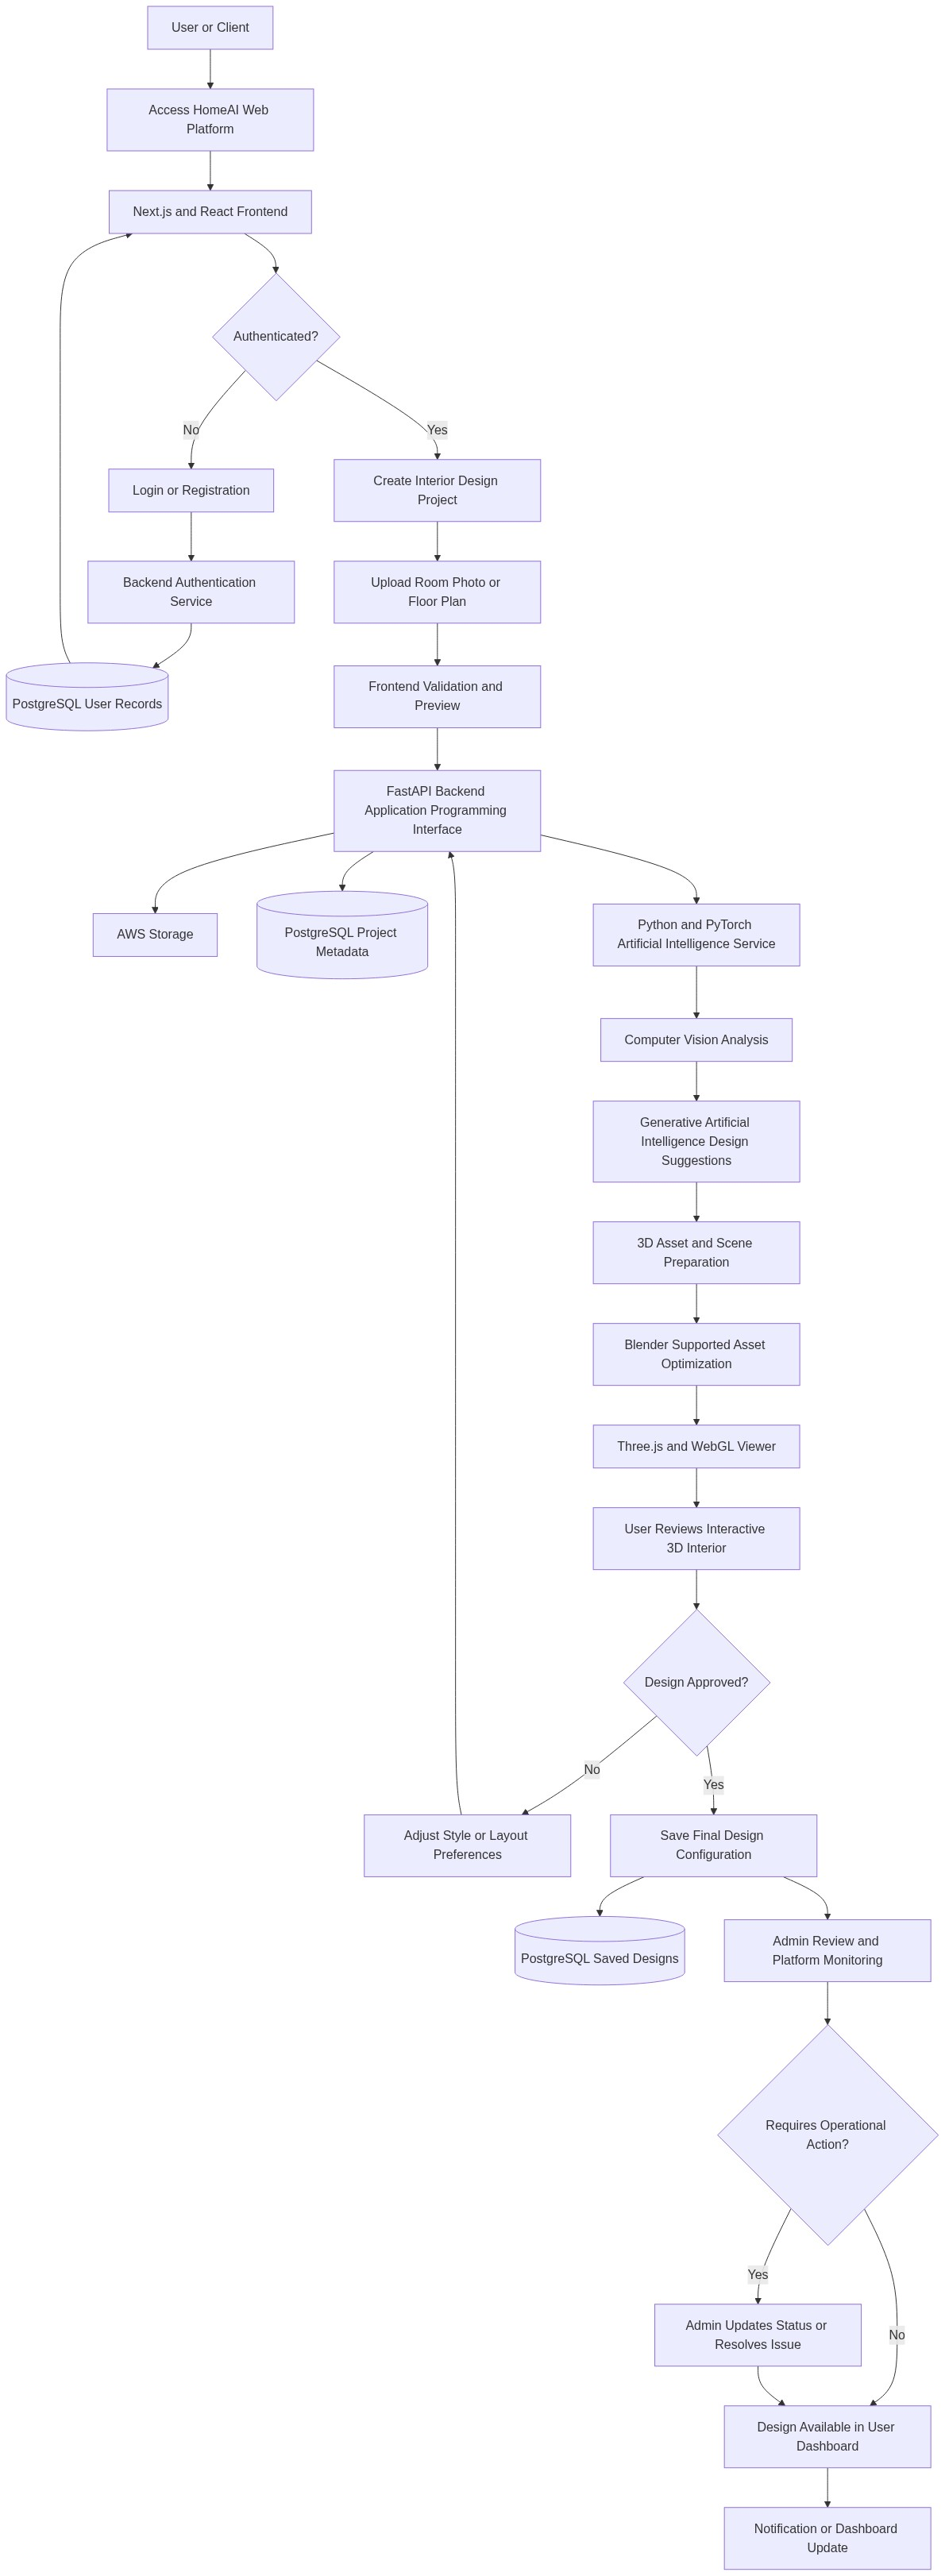 User or Client
Access HomeAI Web
Platform
Next.js and React Frontend
Authenticated?
No
Yes
Login or Registration
Create Interior Design
Project
Backend Authentication
Service
Upload Room Photo or
Floor Plan
PostgreSQL User Records
Frontend Validation and
Preview
FastAPI Backend
Application Programming
Interface
AWS Storage
PostgreSQL Project
Metadata
Python and PyTorch
Artificial Intelligence Service
Computer Vision Analysis
Generative Artificial
Intelligence Design
Suggestions
3D Asset and Scene
Preparation
Blender Supported Asset
Optimization
Three.js and WebGL Viewer
User Reviews Interactive
3D Interior
Design Approved?
No
Yes
Adjust Style or Layout
Preferences
Save Final Design
Configuration
PostgreSQL Saved Designs
Admin Review and
Platform Monitoring
Requires Operational
Action?
Yes
No
Admin Updates Status or
Resolves Issue
Design Available in User
Dashboard
Notification or Dashboard
Update